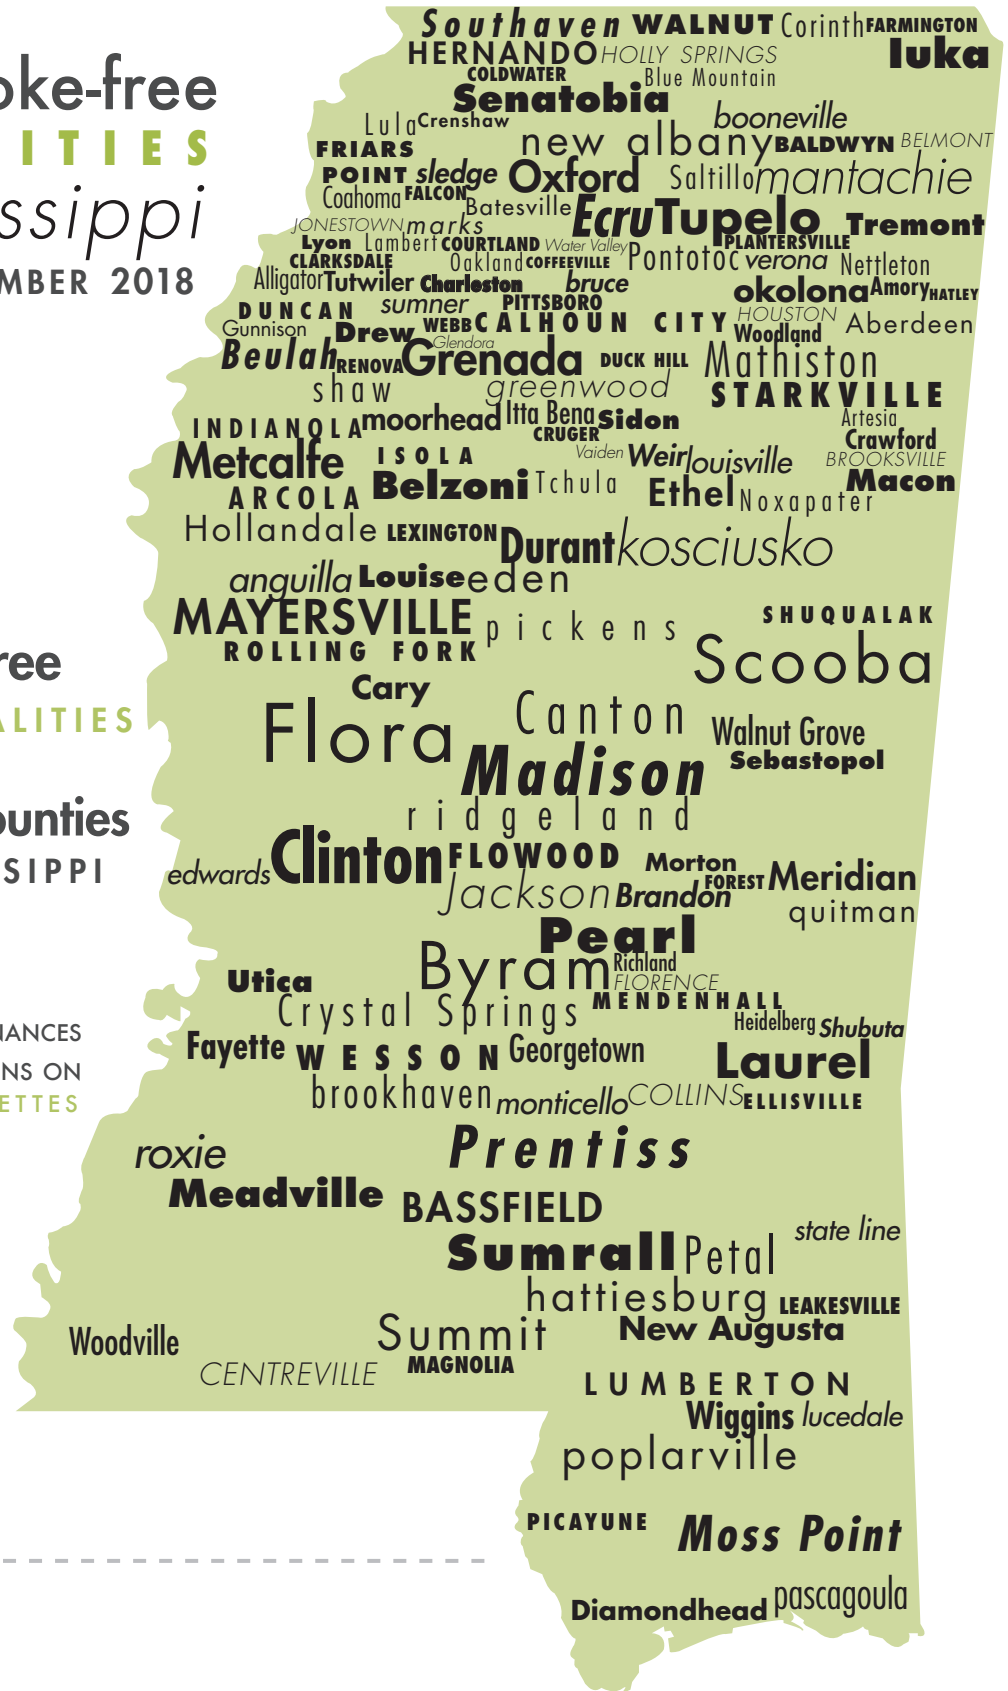 oke-free
ITIES
ssippi
MBER 2018
ree
ALITIES
ounties
SIPPI
NANCES
NS ON
ETTES
Southaven WALNUT Corinth FARMINGTON
HERNANDO HOLLY SPRINGS Iuka
COLDWATER Blue Mountain
Senatobia
Lula Crenshaw booneville
FRIARS new albany BALDWYN BELMONT
POINT sledge Oxford Saltillo mantachie
Coahoma FALCON Batesville Ecru Tupelo Tremont
JONESTOWN marks
Lyon Lambert COURTLAND Water Valley PLANTERSVILLE
CLARKSDALE Oakland COFFEEVILLE Pontotoc verona Nettleton
Alligator Tutwiler Charleston bruce okolona Amory HATLEY
DUNCAN sumner PITTSBORO HOUSTON
Gunnison Drew WEBB CALHOUN CITY Woodland Aberdeen
Beulah RENOVA Glendora Grenada DUCK HILL Mathiston
shaw greenwood STARKVILLE
INDIANOLA moorhead Itta Bena Sidon Artesia
CRUGER Crawford
Metcalfe ISOLA Vaiden Weir louisville BROOKSVILLE
ARCOLA Belzoni Tchula Ethel Noxapater Macon
Hollandale LEXINGTON Durant kosciusko
anguilla Louise eden
MAYERSVILLE pickens SHUQUALAK
ROLLING FORK Scooba
Cary
Flora Canton Walnut Grove
Madison Sebastopol
ridgeland
edwards Clinton FLOWOOD Morton Meridian
Jackson Brandon FOREST quitman
Pearl
Utica Byram Richland
FLORENCE
Crystal Springs MENDENHALL
Heidelberg Shubuta
Fayette WESSON Georgetown Laurel
brookhaven monticello COLLINS ELLISVILLE
roxie Prentiss
Meadville BASSFIELD
Sumrall Petal state line
hattiesburg LEAKESVILLE
Woodville Summit New Augusta
CENTREVILLE MAGNOLIA LUMBERTON
Wiggins lucedale
poplarville
PICAYUNE Moss Point
Diamondhead pascagoula